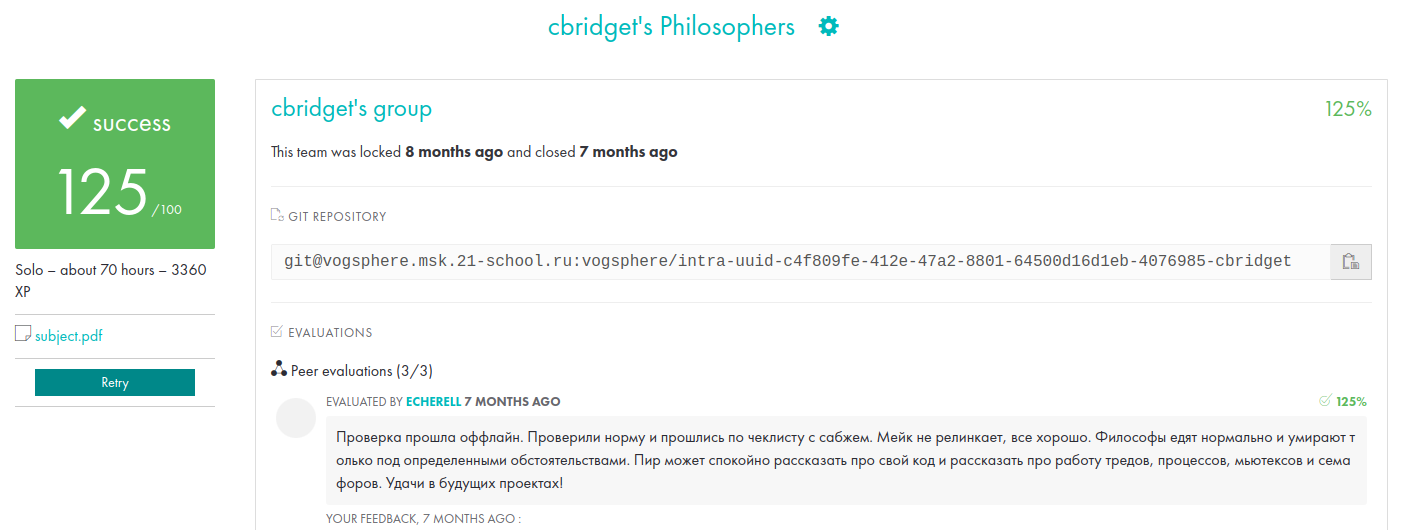 cbridget's Philosophers
success
125 /100
Solo – about 70 hours – 3360
XP
subject.pdf
Retry
cbridget's group
125%
This team was locked 8 months ago and closed 7 months ago
GIT REPOSITORY
git@vogsphere.msk.21-school.ru:vogsphere/intra-uuid-c4f809fe-412e-47a2-8801-64500d16d1eb-4076985-cbridget
EVALUATIONS
Peer evaluations (3/3)
EVALUATED BY ECHERELL 7 MONTHS AGO
125%
Проверка прошла оффлайн. Проверили норму и прошлись по чеклисту с сабжем. Мейк не релинкает, все хорошо. Философы едят нормально и умирают т
олько под определенными обстоятельствами. Пир может спокойно рассказать про свой код и рассказать про работу тредов, процессов, мьютексов и сема
форов. Удачи в будущих проектах!
YOUR FEEDBACK, 7 MONTHS AGO :